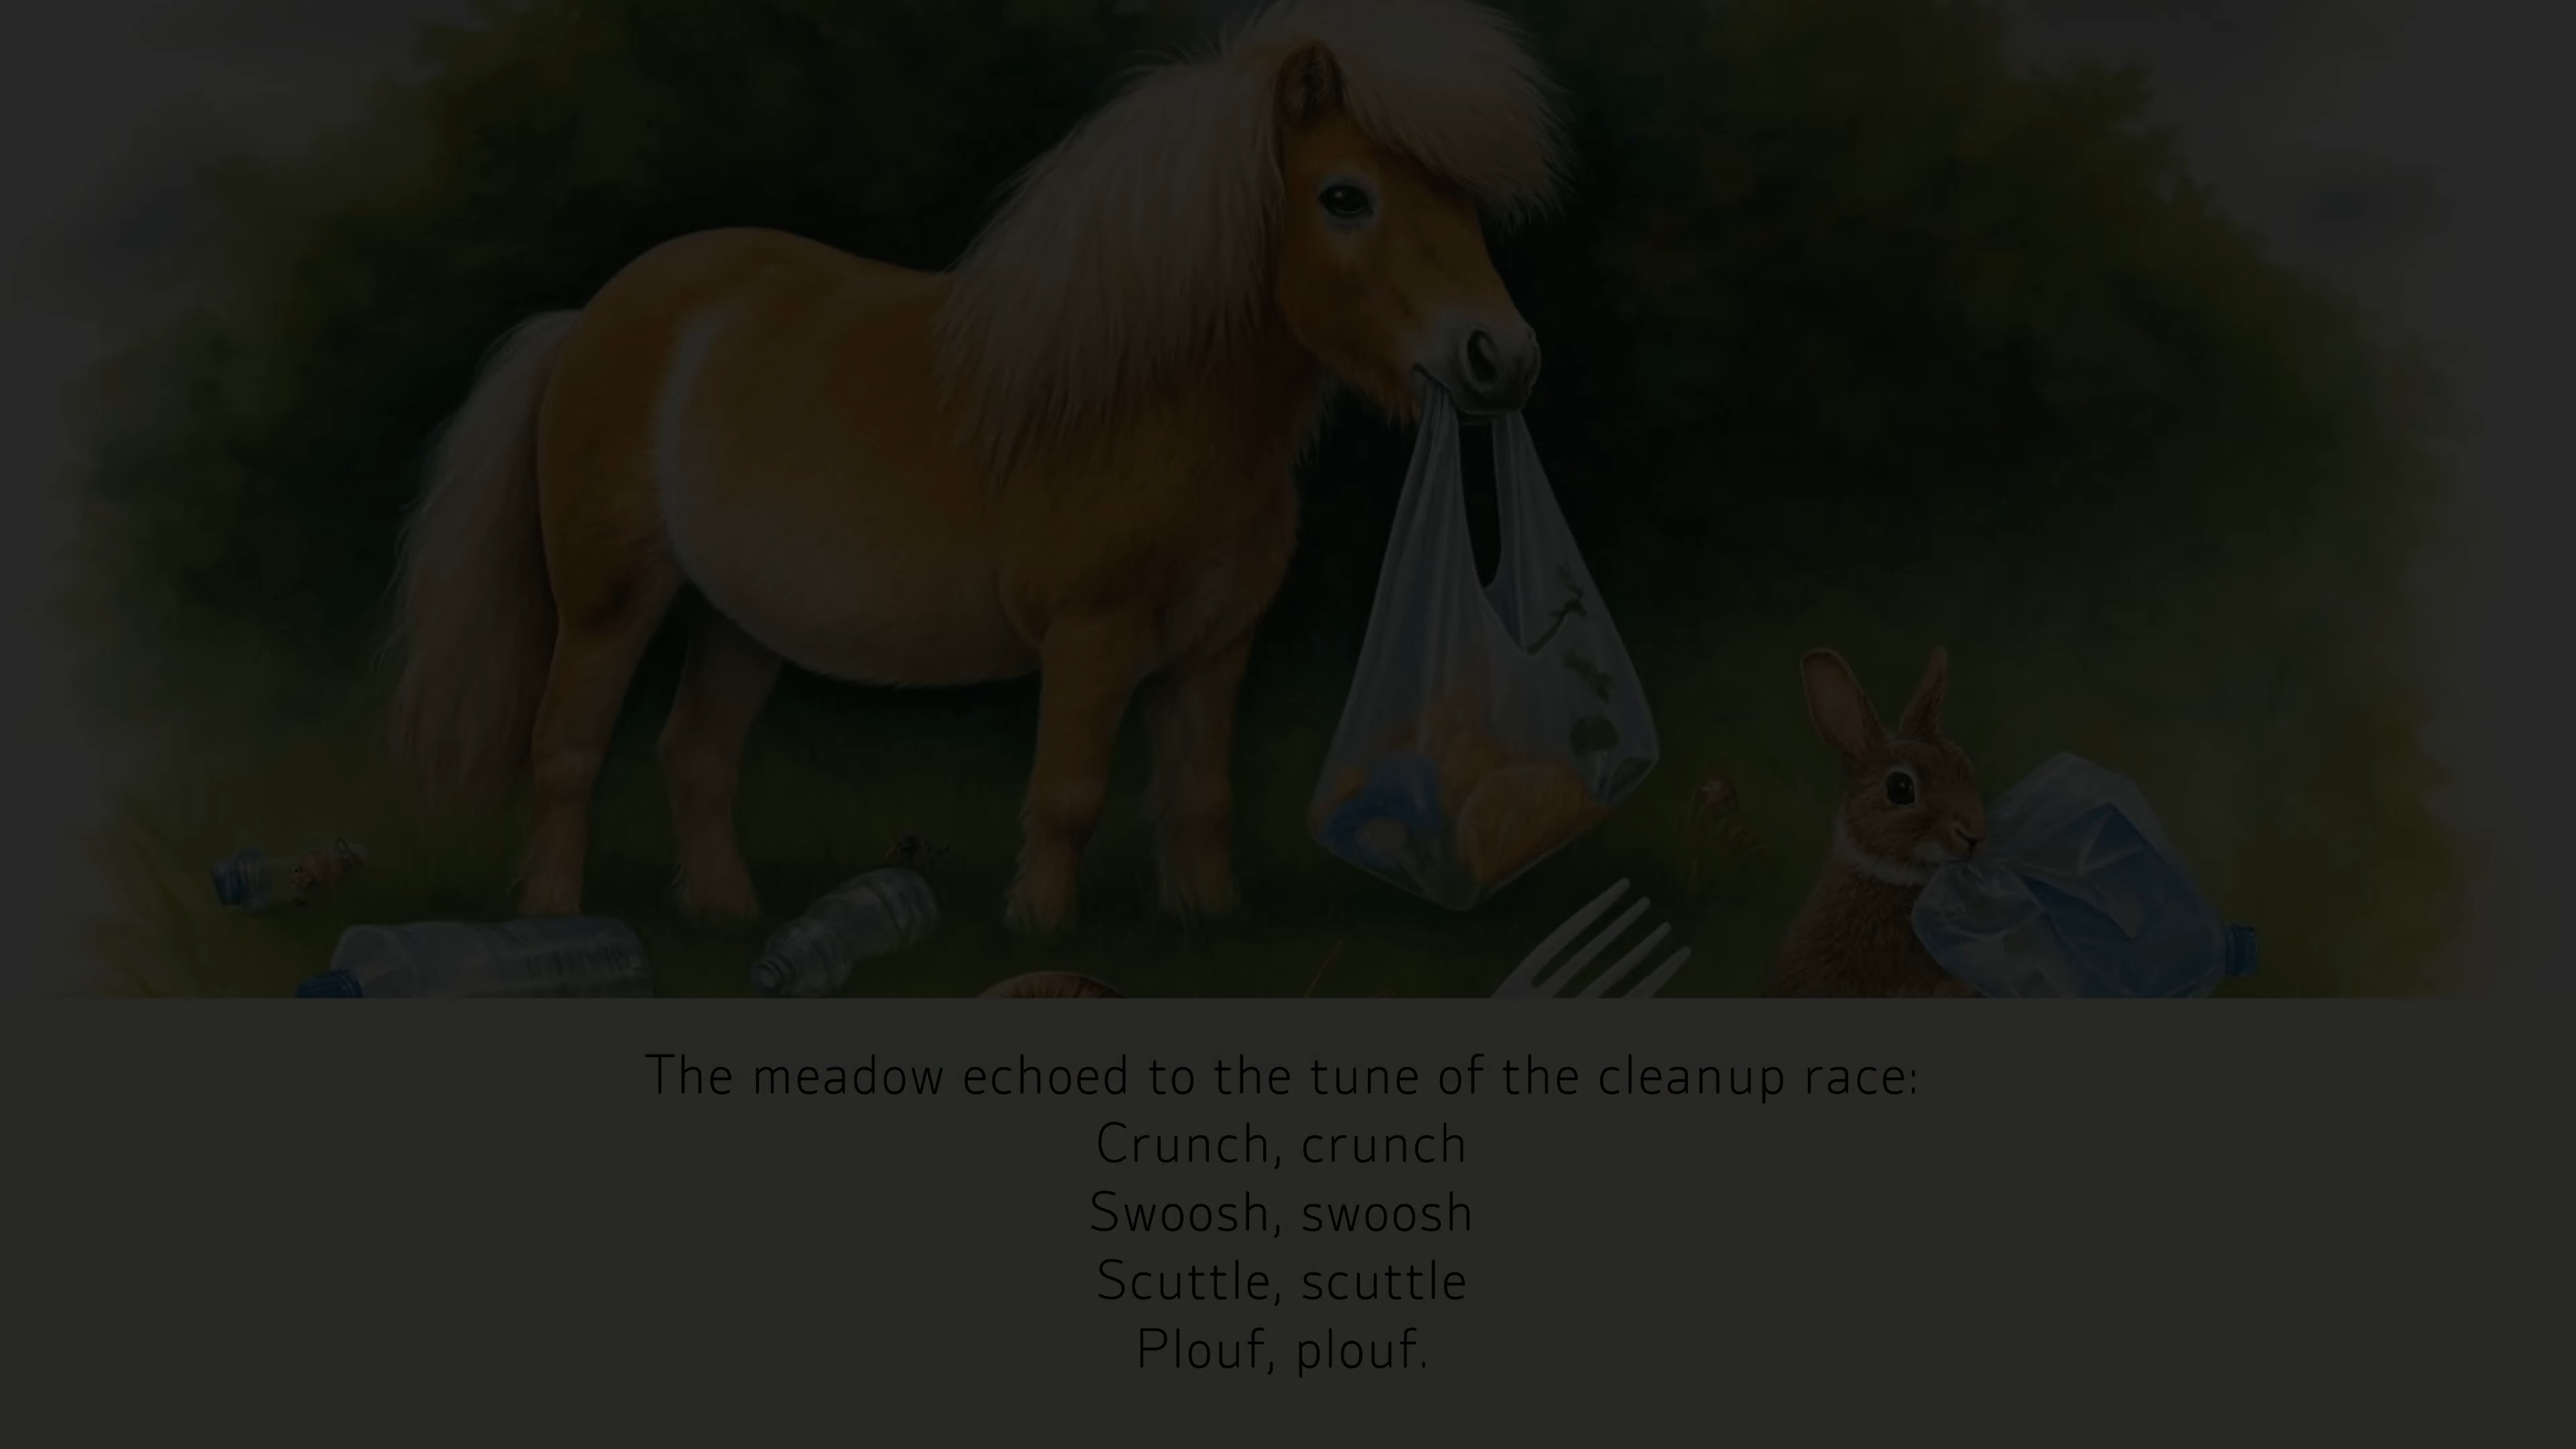 The meadow echoed to the tune of the cleanup race:
Crunch, crunch
Swoosh, swoosh
Scuttle, scuttle
Plouf, plouf.